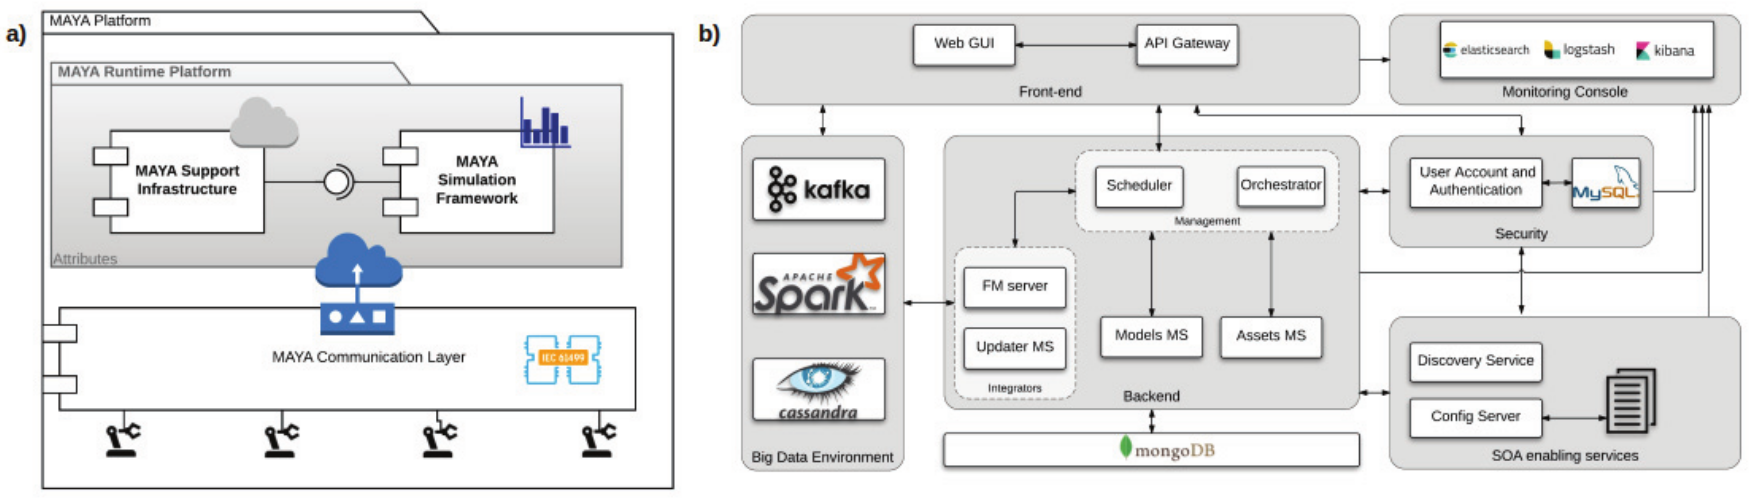 a)
MAYA Platform
MAYA Runtime Platform
MAYA Support
Infrastructure
MAYA
Simulation
Framework
Attributes
MAYA Communication Layer
IEC 61499
b)
Web GUI
API Gateway
Front-end
elasticsearch
logstash
kibana
Monitoring Console
kafka
APACHE
Spark
cassandra
Big Data Environment
Scheduler
Orchestrator
Management
FM server
Updater MS
Integrators
Models MS
Assets MS
Backend
mongoDB
User Account and
Authentication
MySQL
Security
Discovery Service
Config Server
SOA enabling services